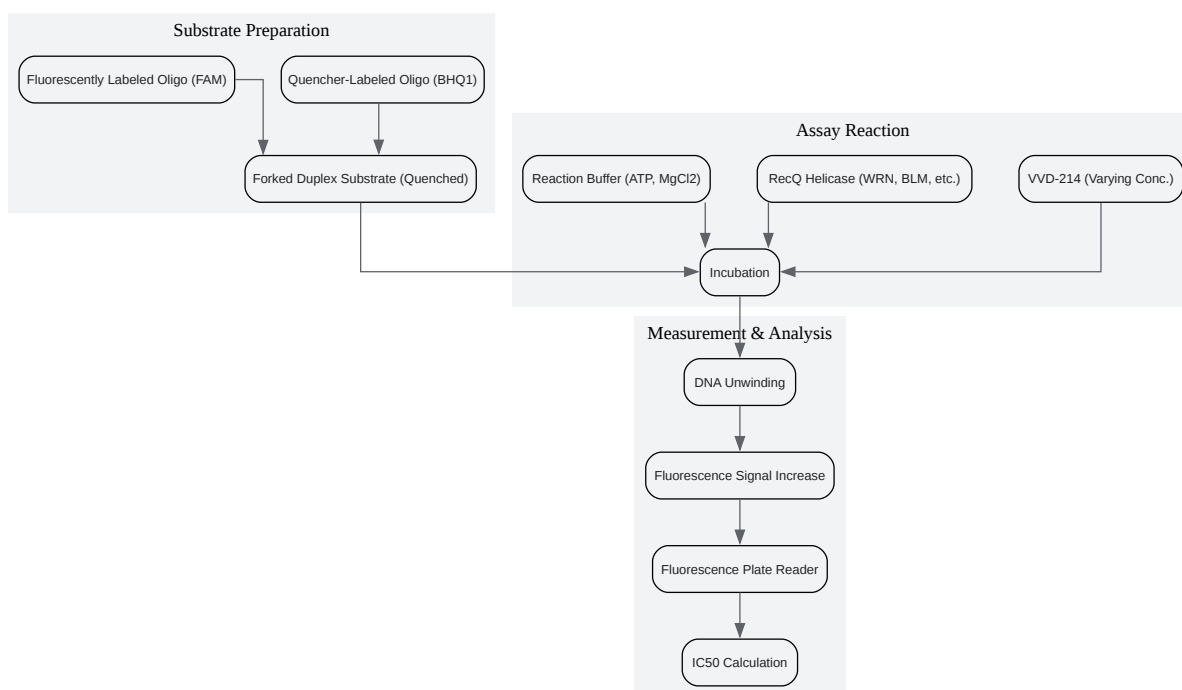 Substrate Preparation
Fluorescently Labeled Oligo (FAM)
Quencher-Labeled Oligo (BHQ1)
Forked Duplex Substrate (Quenched)
Assay Reaction
Reaction Buffer (ATP, MgCl2)
RecQ Helicase (WRN, BLM, etc.)
VVD-214 (Varying Conc.)
Incubation
Measurement & Analysis
DNA Unwinding
Fluorescence Signal Increase
Fluorescence Plate Reader
IC50 Calculation